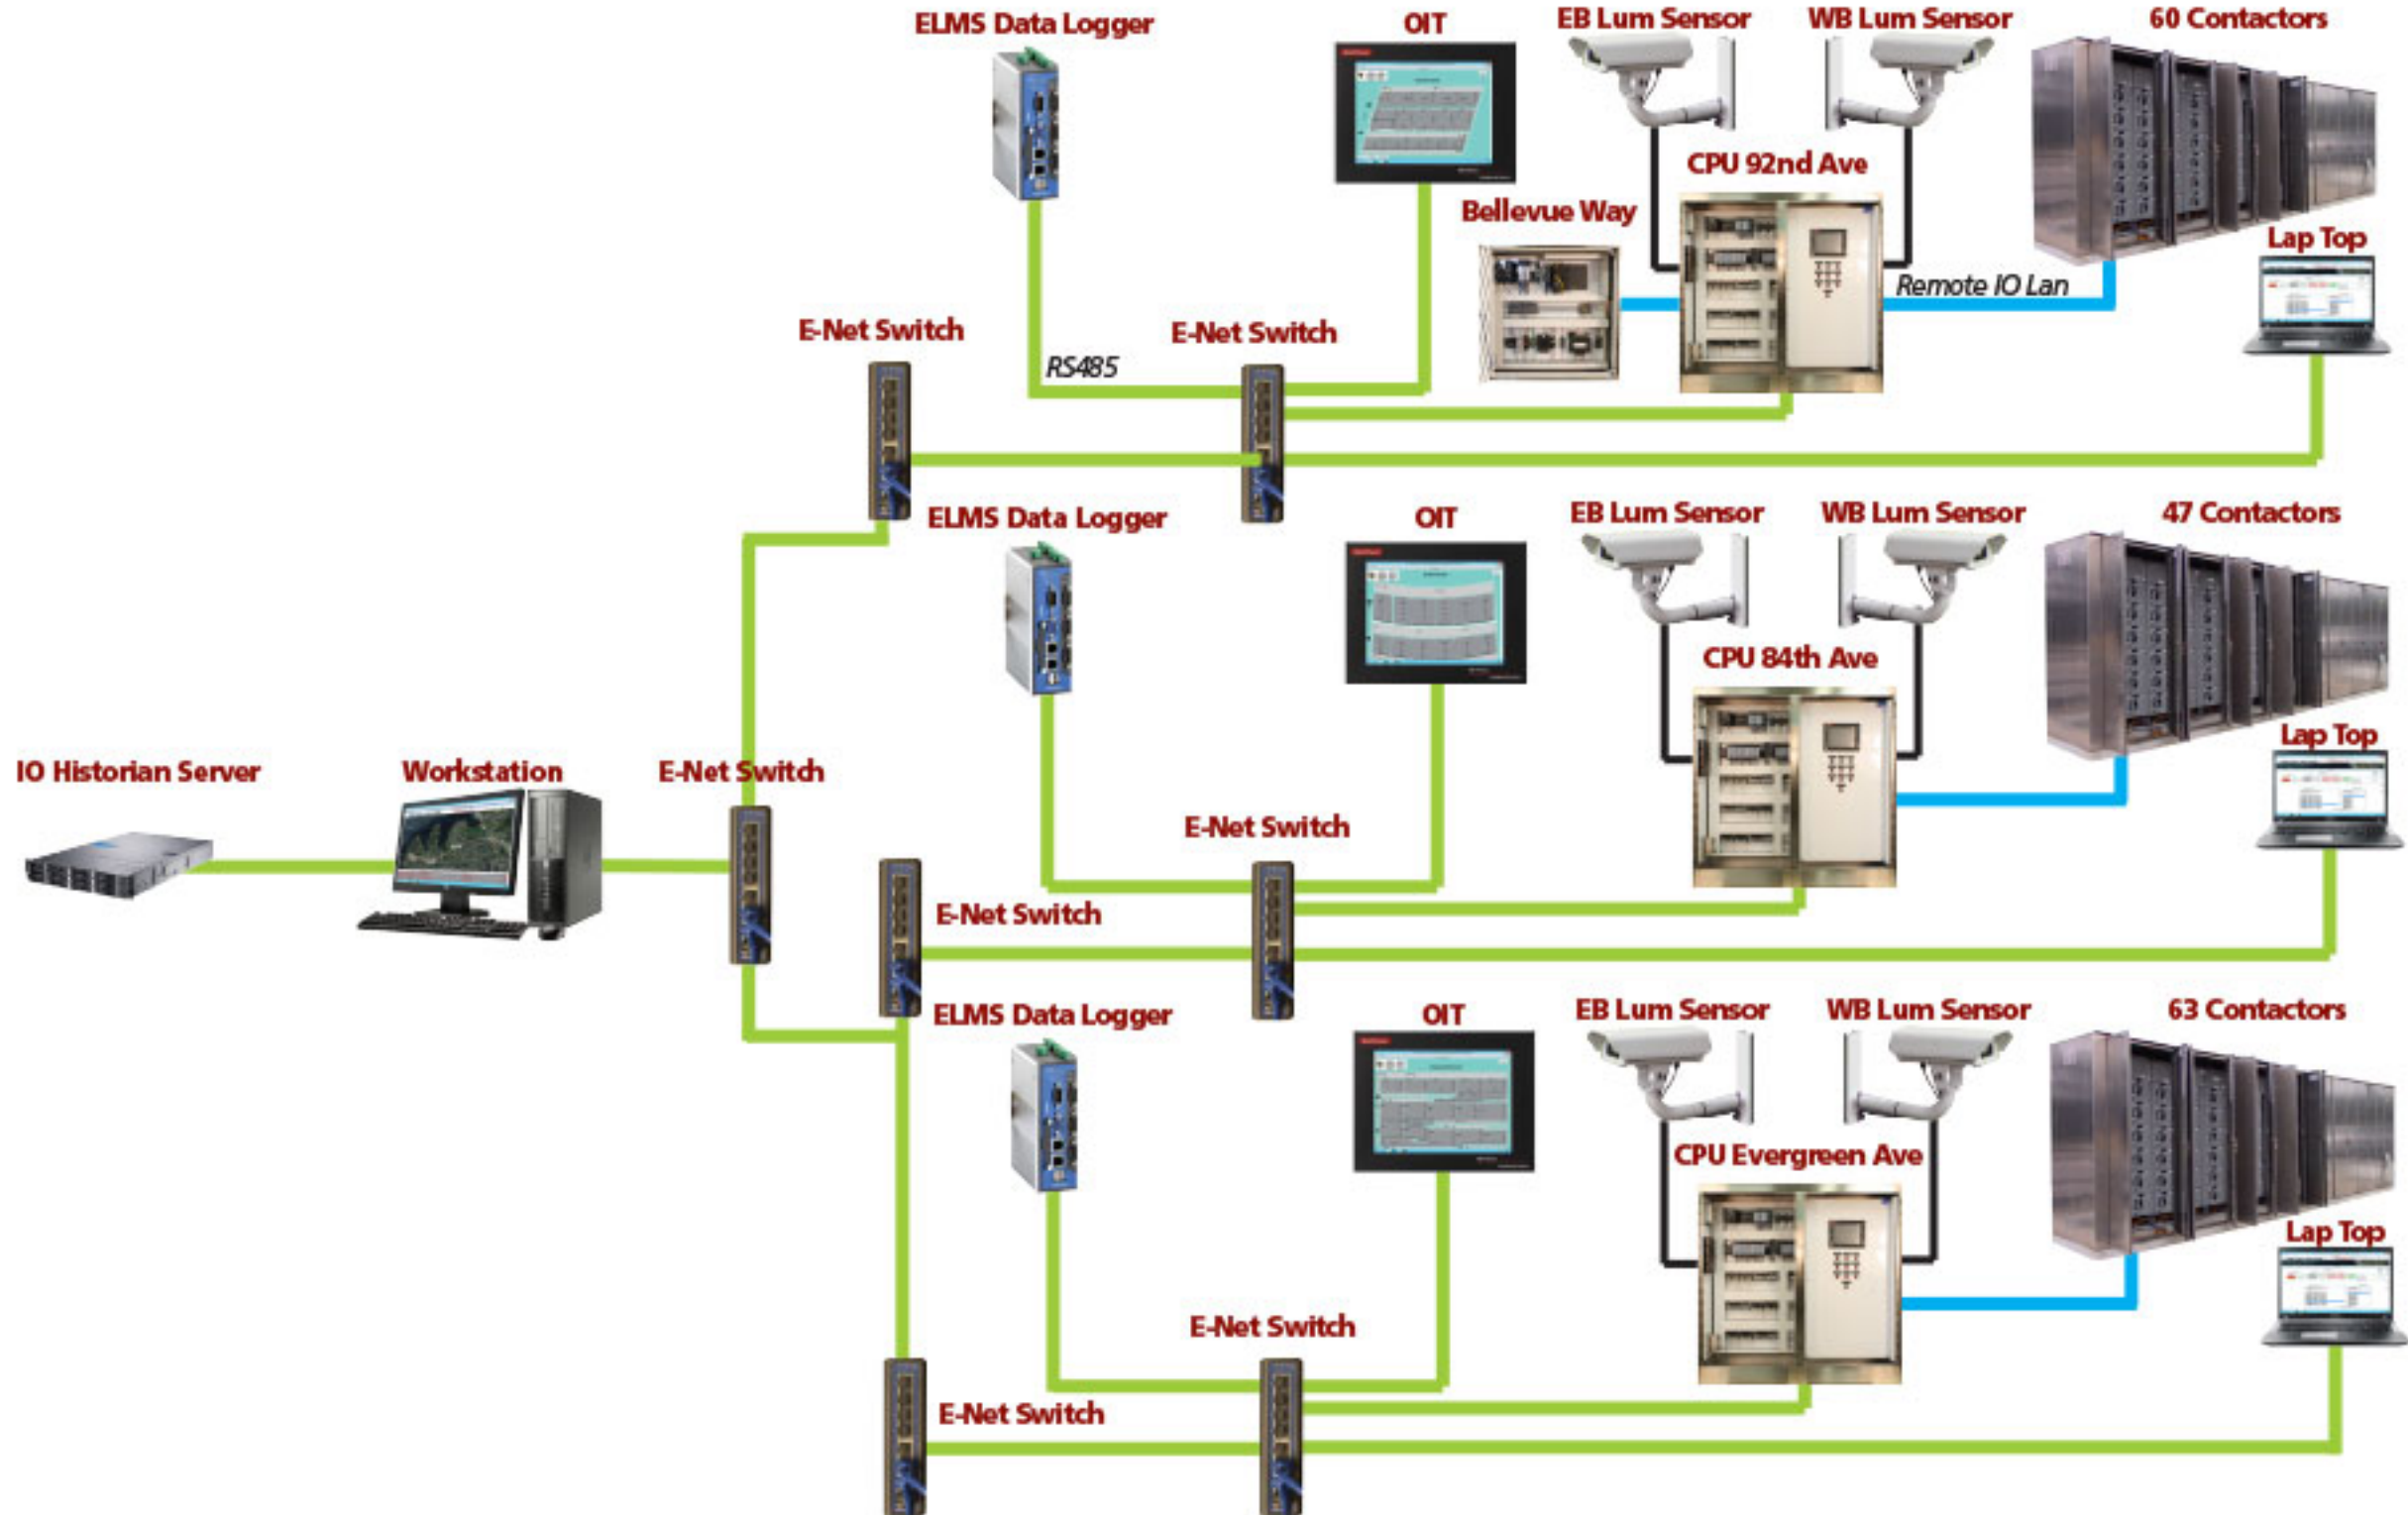 ELMS Data Logger
OIT
EB Lum Sensor
WB Lum Sensor
60 Contactors
CPU 92nd Ave
Bellevue Way
Lap Top
Remote IO Lan
E-Net Switch
E-Net Switch
RS485
ELMS Data Logger
OIT
EB Lum Sensor
WB Lum Sensor
47 Contactors
CPU 84th Ave
Lap Top
IO Historian Server
Workstation
E-Net Switch
E-Net Switch
E-Net Switch
ELMS Data Logger
OIT
EB Lum Sensor
WB Lum Sensor
63 Contactors
CPU Evergreen Ave
Lap Top
E-Net Switch
E-Net Switch